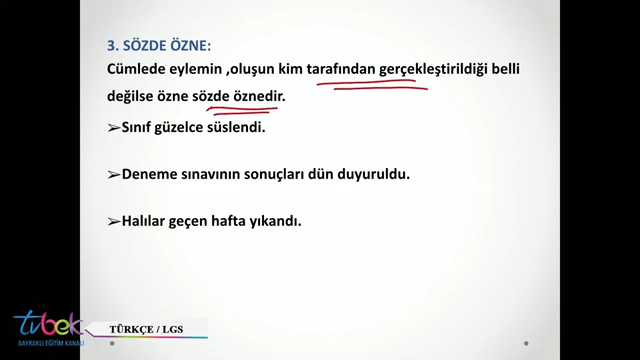 3. SÖZDE ÖZNE:
Cümlede eylemin ,oluşun kim tarafından gerçekleştirildiği belli
değilse özne sözde öznedir.
➢Sınıf güzelce süslendi.
➢Deneme sınavının sonuçları dün duyuruldu.
➢Halılar geçen hafta yıkandı.
tvbek
BAYRAKLI EĞİTİM KANALI
TÜRKÇE / LGS